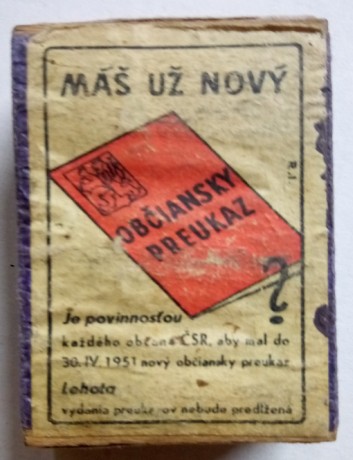 MÁŠ UŽ NOVÝ
OBČIANSKY
PREUKAZ
?
R.J.
Je povinnosťou
každého občana ČSR, aby mal do
30. IV. 1951 nový občiansky preukaz
Lehota
vydania preukazov nebude predĺžená